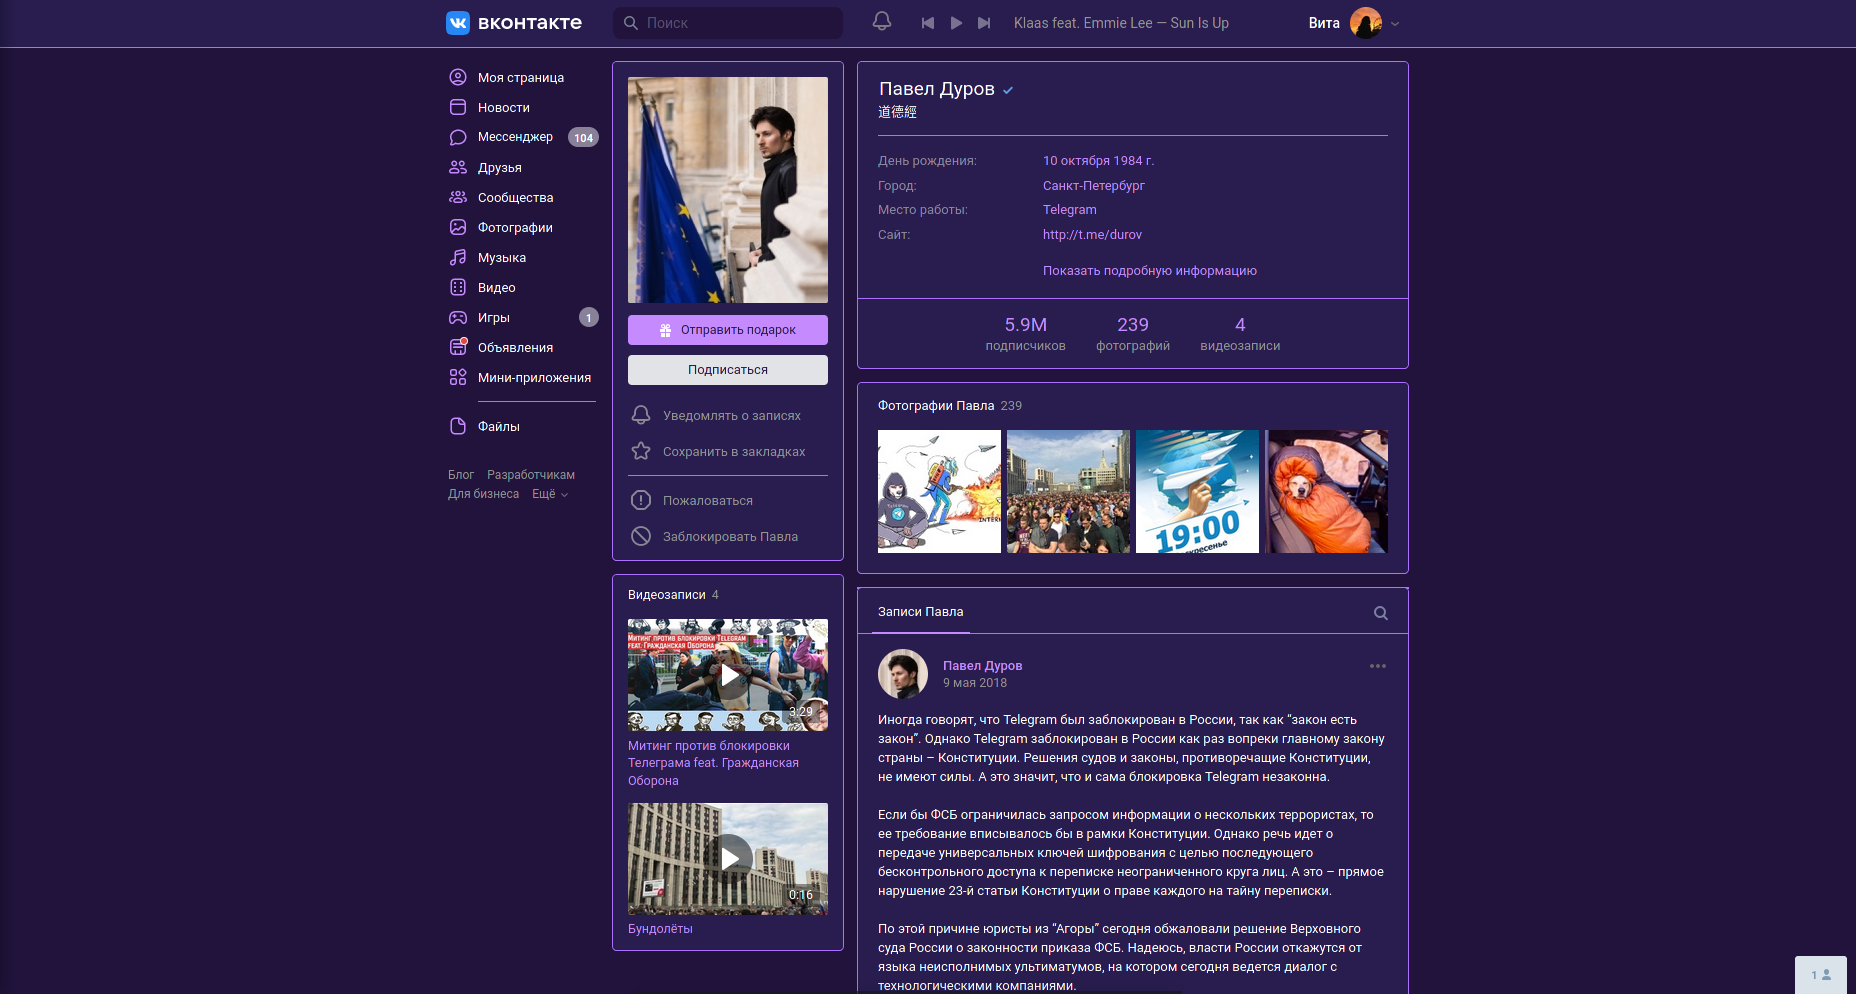 вконтакте
Поиск
Klaas feat. Emmie Lee — Sun Is Up
Вита
Моя страница
Новости
Мессенджер 104
Друзья
Сообщества
Фотографии
Музыка
Видео
Игры 1
Объявления
Мини-приложения
Файлы
Блог Разработчикам
Для бизнеса Ещё
Отправить подарок
Подписаться
Уведомлять о записях
Сохранить в закладках
Пожаловаться
Заблокировать Павла
Видеозаписи 4
Митинг против блокировки Telegram
feat. Гражданская Оборона
3:29
Митинг против блокировки
Телеграма feat. Гражданская
Оборона
0:16
Бундолёты
Павел Дуров
道德經
День рождения: 10 октября 1984 г.
Город: Санкт-Петербург
Место работы: Telegram
Сайт: http://t.me/durov
Показать подробную информацию
5.9M 239 4
подписчиков фотографий видеозаписи
Фотографии Павла 239
Telegram
INTERN
19:00
скресенье
Записи Павла
Павел Дуров
9 мая 2018
Иногда говорят, что Telegram был заблокирован в России, так как “закон есть
закон”. Однако Telegram заблокирован в России как раз вопреки главному закону
страны – Конституции. Решения судов и законы, противоречащие Конституции,
не имеют силы. А это значит, что и сама блокировка Telegram незаконна.
Если бы ФСБ ограничилась запросом информации о нескольких террористах, то
ее требование вписывалось бы в рамки Конституции. Однако речь идет о
передаче универсальных ключей шифрования с целью последующего
бесконтрольного доступа к переписке неограниченного круга лиц. А это – прямое
нарушение 23-й статьи Конституции о праве каждого на тайну переписки.
По этой причине юристы из “Агоры” сегодня обжаловали решение Верховного
суда России о законности приказа ФСБ. Надеюсь, власти России откажутся от
языка неисполнимых ультиматумов, на котором сегодня ведется диалог с
технологическими компаниями.
1